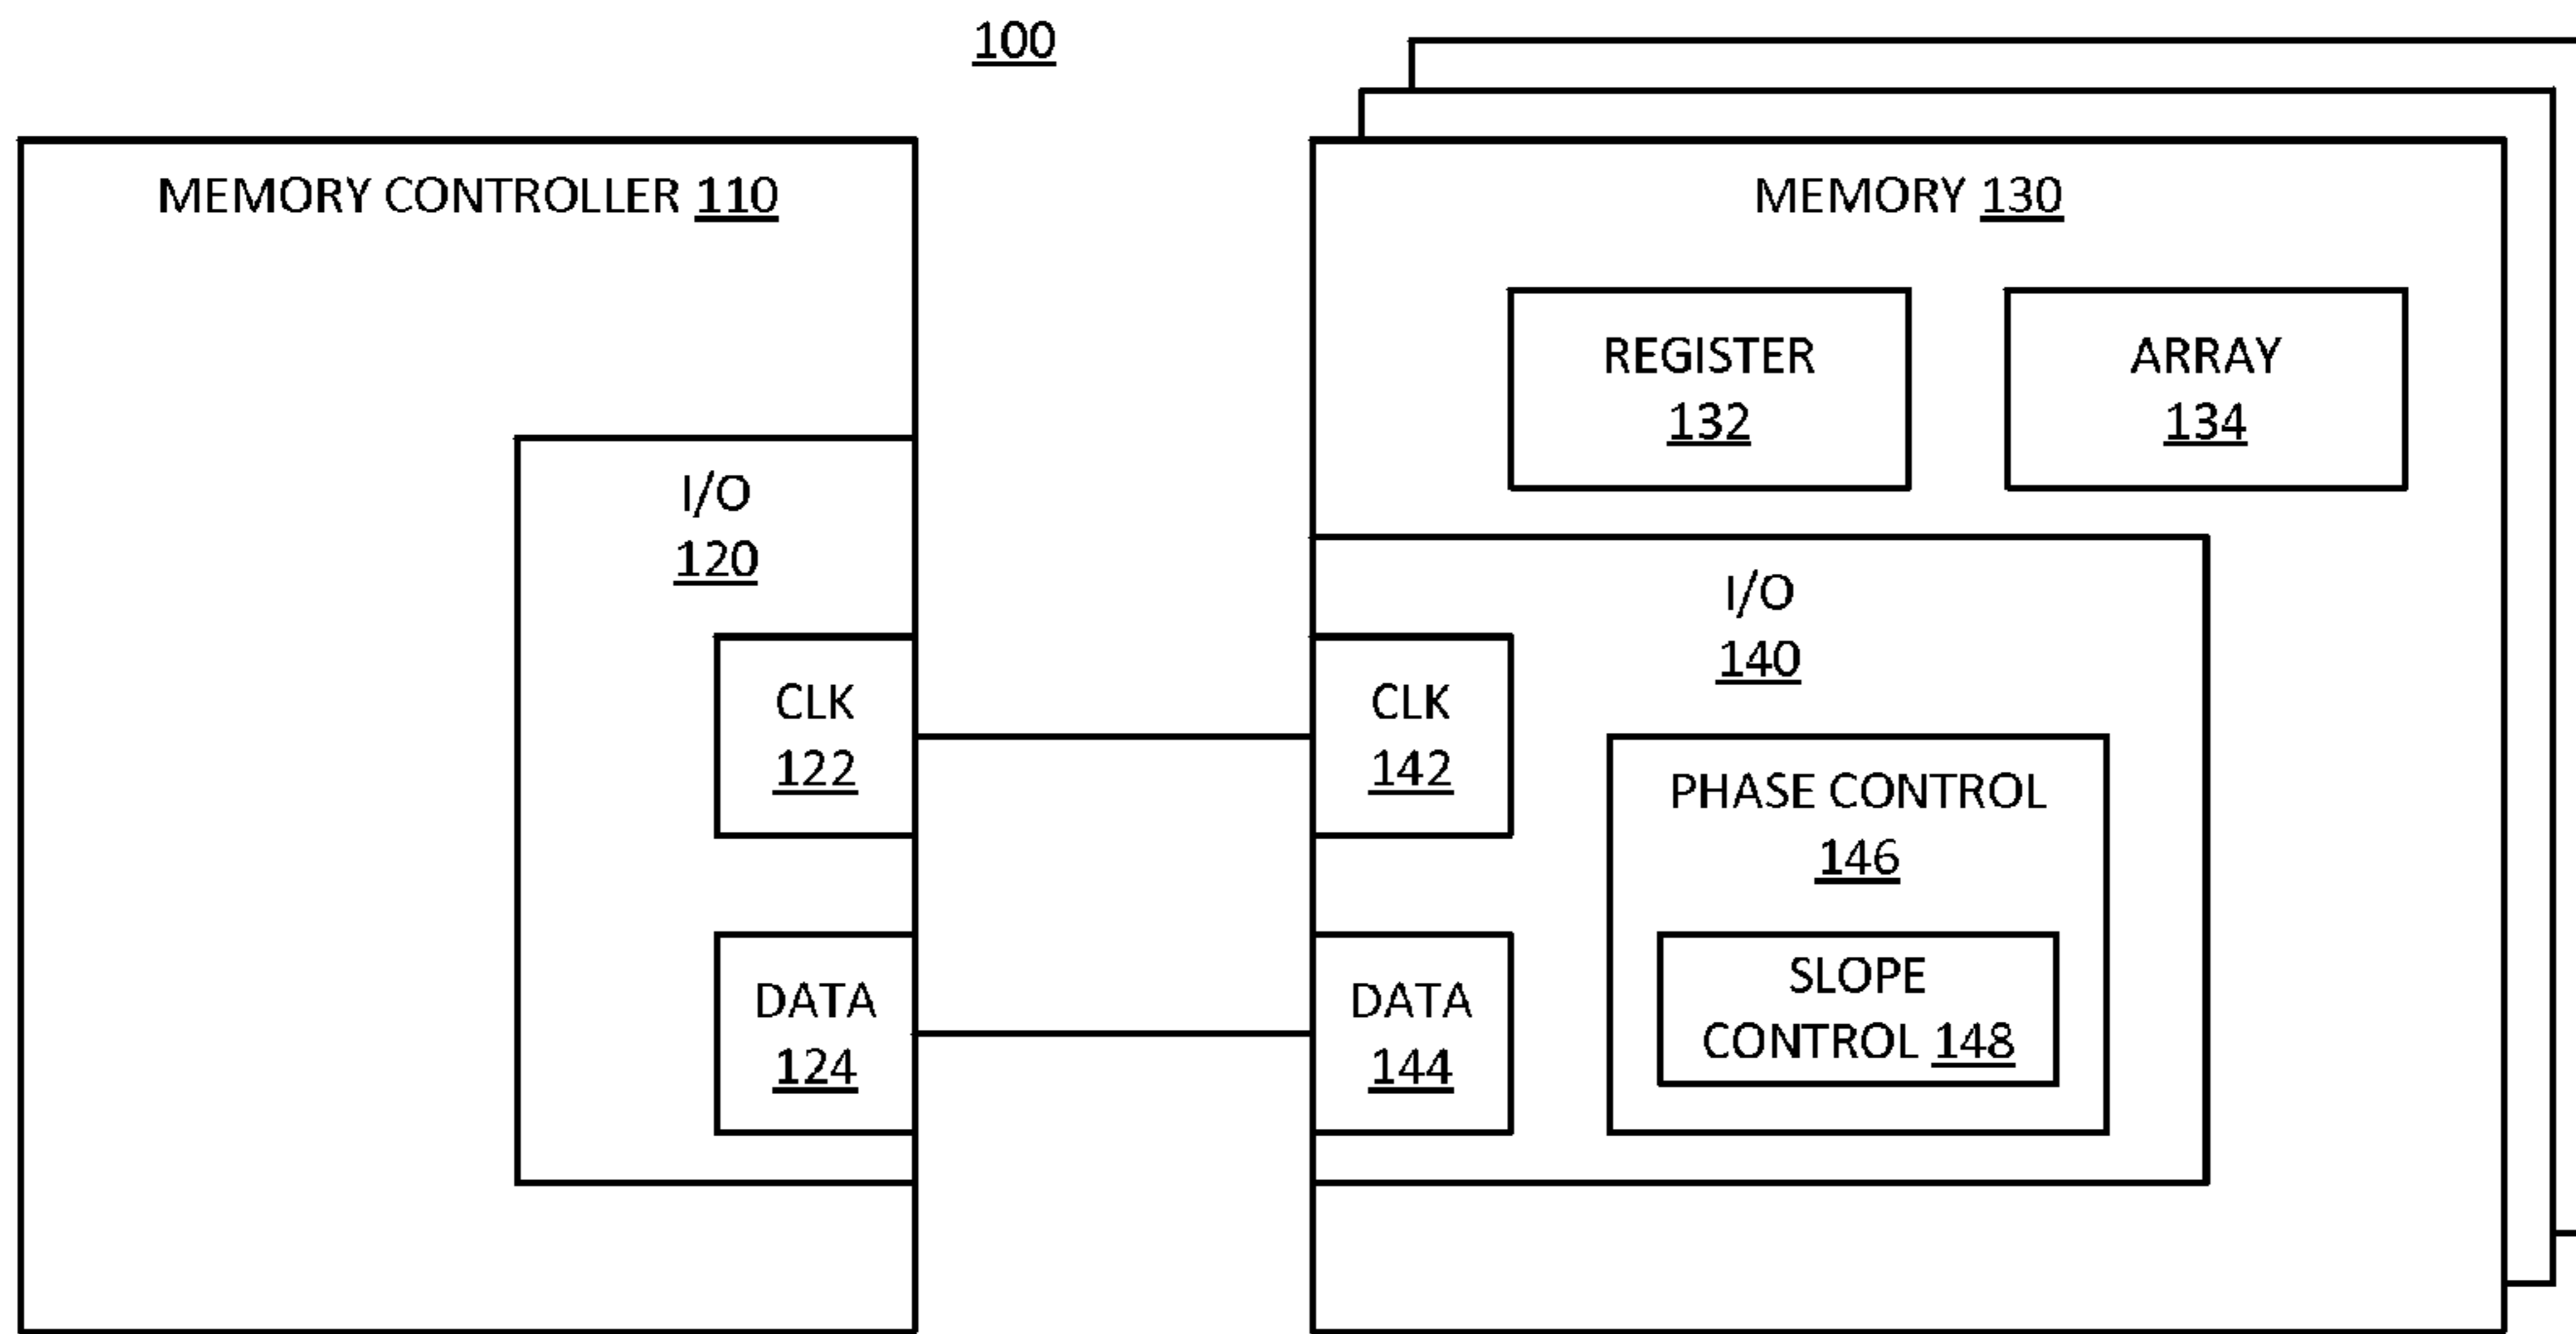 100
MEMORY CONTROLLER 110
I/O
120
CLK
122
DATA
124
MEMORY 130
REGISTER
132
ARRAY
134
I/O
140
CLK
142
DATA
144
PHASE CONTROL
146
SLOPE
CONTROL 148